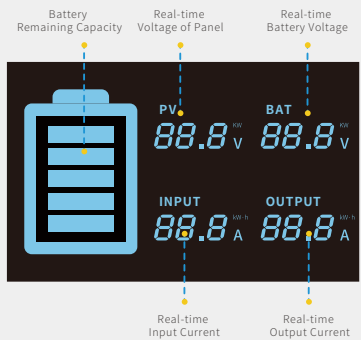 Battery
Remaining Capacity
Real-time
Voltage of Panel
Real-time
Battery Voltage
PV
88.8 KW V
BAT
88.8 KW V
INPUT
88.8 kW·h A
OUTPUT
88.8 kW·h A
Real-time
Input Current
Real-time
Output Current